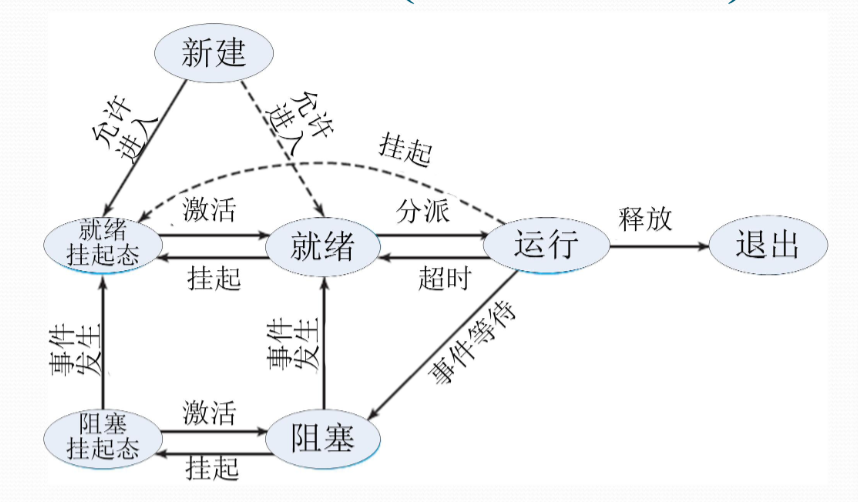 新建
允许
进入
允许
进入
挂起
激活
分派
释放
就绪
挂起态
就绪
运行
退出
挂起
超时
事件
发生
事件
发生
事件等待
阻塞
挂起态
激活
阻塞
挂起